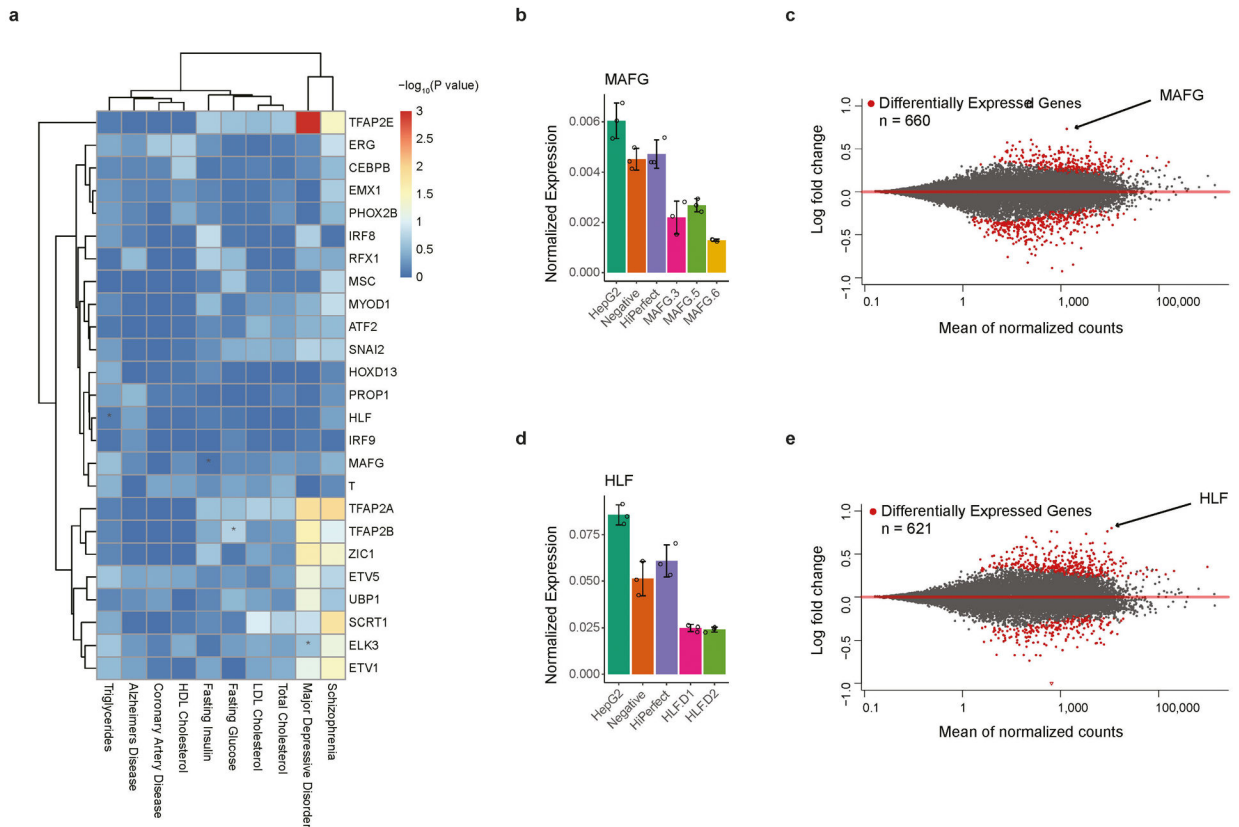 a
−log10(P value)
3
2.5
2
1.5
1
0.5
0
TFAP2E
ERG
CEBPB
EMX1
PHOX2B
IRF8
RFX1
MSC
MYOD1
ATF2
SNAI2
HOXD13
PROP1
HLF
IRF9
MAFG
T
TFAP2A
TFAP2B
ZIC1
ETV5
UBP1
SCRT1
ELK3
ETV1
*
*
*
*
Triglycerides
Alzheimers Disease
Coronary Artery Disease
HDL Cholesterol
Fasting Insulin
Fasting Glucose
LDL Cholesterol
Total Cholesterol
Major Depressive Disorder
Schizophrenia
b
MAFG
Normalized Expression
0.006
0.004
0.002
0.000
HepG2
Negative
HiPerfect
MAFG.3
MAFG.5
MAFG.6
c
Log fold change
1.0
0.5
0.0
−0.5
−1.0
Differentially Expressed Genes
n = 660
MAFG
0.1
1
1,000
100,000
Mean of normalized counts
d
HLF
Normalized Expression
0.075
0.050
0.025
0.000
HepG2
Negative
HiPerfect
HLF.D1
HLF.D2
e
Log fold change
1.0
0.5
0.0
−0.5
−1.0
Differentially Expressed Genes
n = 621
HLF
0.1
1
1,000
100,000
Mean of normalized counts